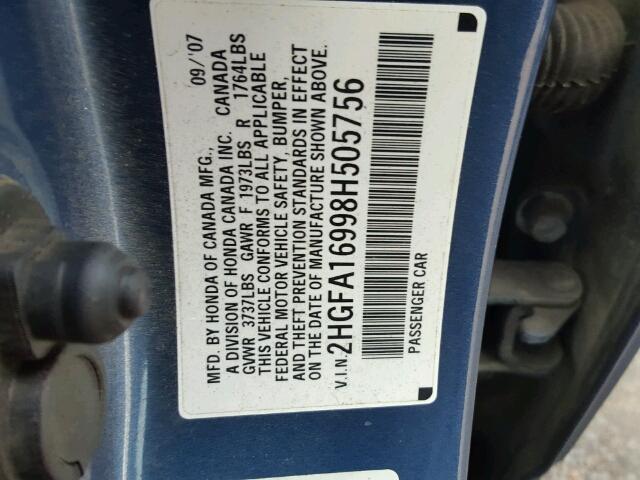 MFD. BY HONDA OF CANADA MFG., 09/'07
A DIVISION OF HONDA CANADA INC. CANADA
GVWR 3737LBS GAWR F 1973LBS R 1764LBS
THIS VEHICLE CONFORMS TO ALL APPLICABLE
FEDERAL MOTOR VEHICLE SAFETY, BUMPER,
AND THEFT PREVENTION STANDARDS IN EFFECT
ON THE DATE OF MANUFACTURE SHOWN ABOVE.
V.I.N. 2HGFA16998H505756
PASSENGER CAR